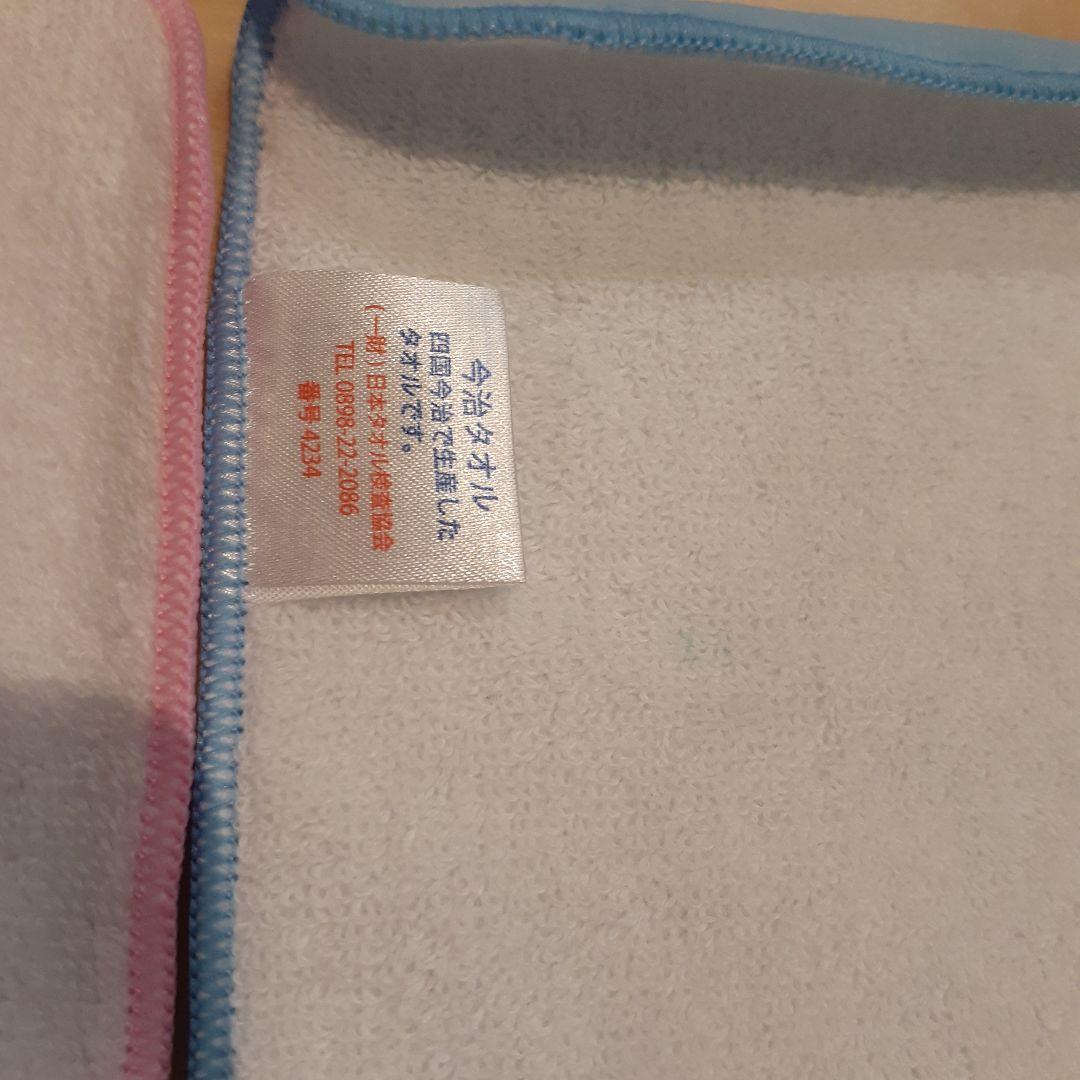 今治タオル
四国今治で生産した
タオルです。
(一財)日本タオル検査協会
TEL 0898-22-2086
番号 4234